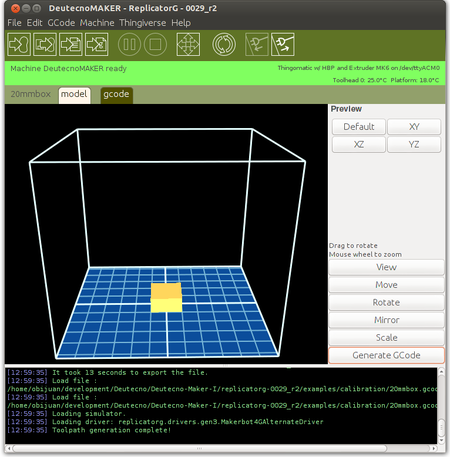 DeutecnoMAKER - ReplicatorG - 0029_r2
File Edit GCode Machine Thingiverse Help
Machine DeutecnoMAKER ready
Thingomatic w/ HBP and Extruder MK6 on /dev/ttyACM0
Toolhead 0: 25.0°C Platform: 18.0°C
20mmbox model gcode
Preview
Default XY
XZ YZ
Drag to rotate
Mouse wheel to zoom
View
Move
Rotate
Mirror
Scale
Generate GCode
[12:59:35] It took 13 seconds to export the file.
[12:59:35] Load file :
/home/obijuan/development/Deutecno/Deutecno-Maker-I/replicatorg-0029_r2/examples/calibration/20mmbox.gcod
[12:59:35] Load file :
/home/obijuan/development/Deutecno/Deutecno-Maker-I/replicatorg-0029_r2/examples/calibration/20mmbox.gcod
[12:59:35] Loading simulator.
[12:59:35] Loading driver: replicatorg.drivers.gen3.Makerbot4GAlternateDriver
[12:59:35] Toolpath generation complete!